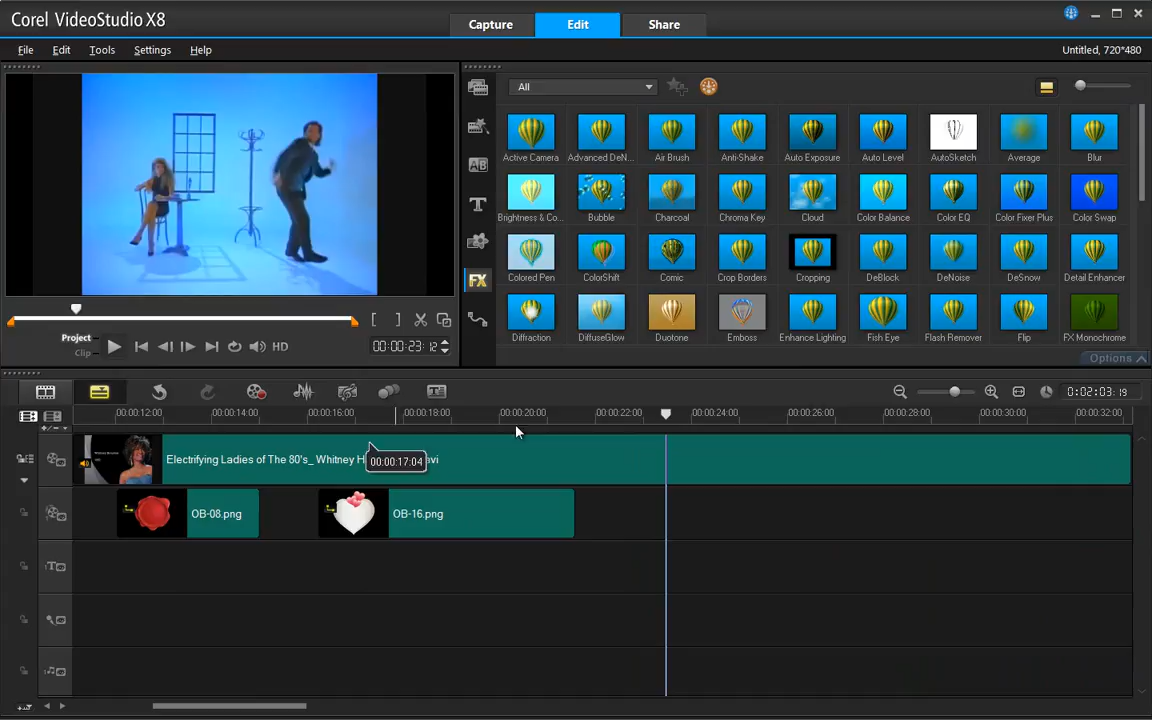 Corel VideoStudio X8
Capture
Edit
Share
File
Edit
Tools
Settings
Help
Untitled, 720*480
All
Active Camera
Advanced DeN...
Air Brush
Anti-Shake
Auto Exposure
Auto Level
AutoSketch
Average
Blur
Brightness & Co...
Bubble
Charcoal
Chroma Key
Cloud
Color Balance
Color EQ
Color Fixer Plus
Color Swap
Colored Pen
ColorShift
Comic
Crop Borders
Cropping
DeBlock
DeNoise
DeSnow
Detail Enhancer
Diffraction
DiffuseGlow
Duotone
Emboss
Enhance Lighting
Fish Eye
Flash Remover
Flip
FX Monochrome
AB
T
FX
Options
Project
Clip
[ ]
HD
00:00:23:12
0:02:03:19
00:00:12:00
00:00:14:00
00:00:16:00
00:00:18:00
00:00:20:00
00:00:22:00
00:00:24:00
00:00:26:00
00:00:28:00
00:00:30:00
00:00:32:00
Electrifying Ladies of The 80's_ Whitney H
avi
00:00:17:04
OB-08.png
OB-16.png
1T